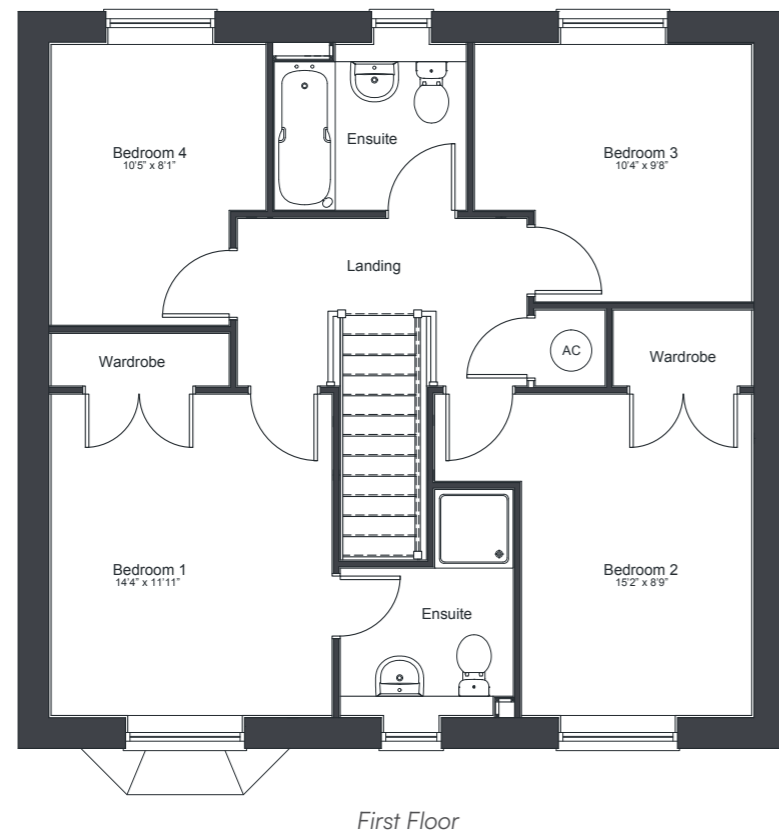 Bedroom 4
10'5" x 8'1"
Ensuite
Bedroom 3
10'4" x 9'8"
Landing
Wardrobe
AC
Wardrobe
Bedroom 1
14'4" x 11'11"
Ensuite
Bedroom 2
15'2" x 8'9"
First Floor